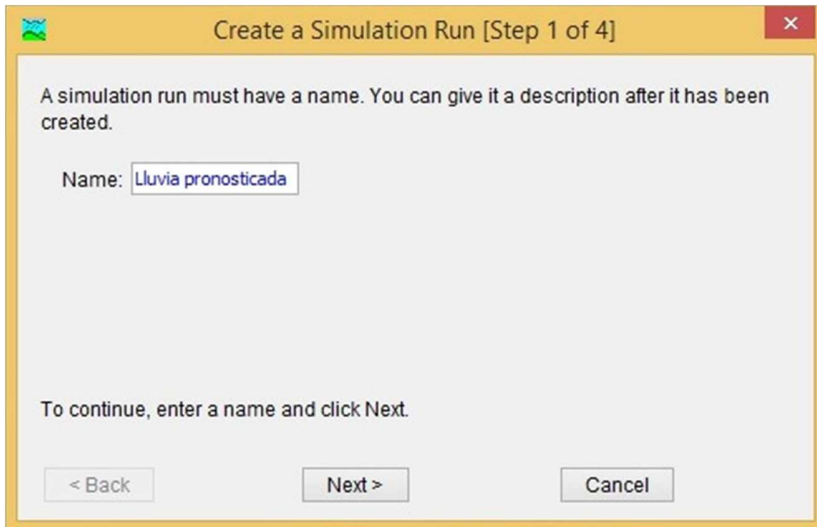 Create a Simulation Run [Step 1 of 4]
A simulation run must have a name. You can give it a description after it has been
created.
Name: Lluvia pronosticada
To continue, enter a name and click Next.
< Back Next > Cancel